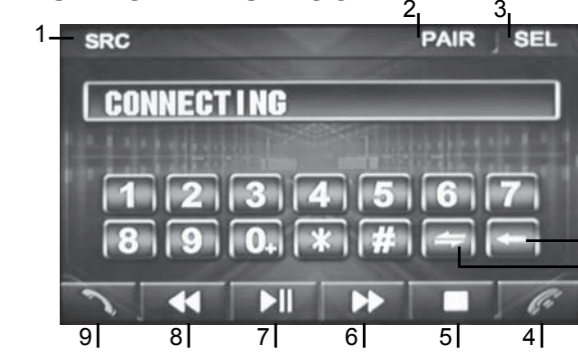 2 3
1 SRC PAIR SEL
CONNECTING
1 2 3 4 5 6 7
8 9 0+ * #
9 8 7 6 5 4